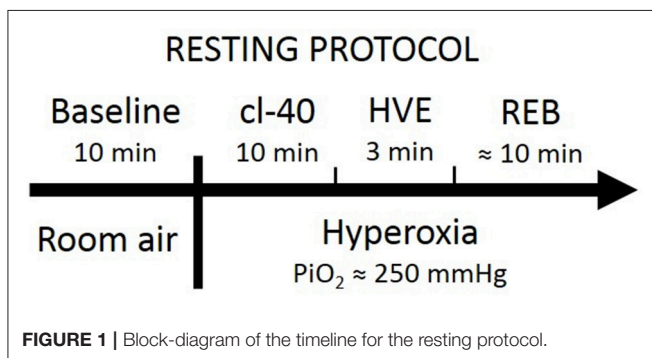 RESTING PROTOCOL
Baseline cl-40 HVE REB
10 min 10 min 3 min ≈ 10 min
Room air Hyperoxia
PiO₂ ≈ 250 mmHg
FIGURE 1 | Block-diagram of the timeline for the resting protocol.